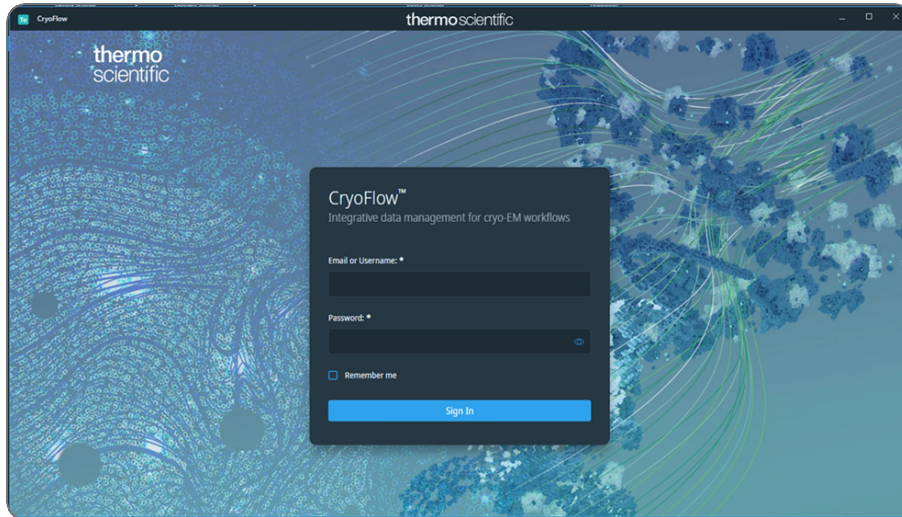 CryoFlow
thermo scientific
thermo
scientific
CryoFlow™
Integrative data management for cryo-EM workflows
Email or Username: *
Password: *
Remember me
Sign In